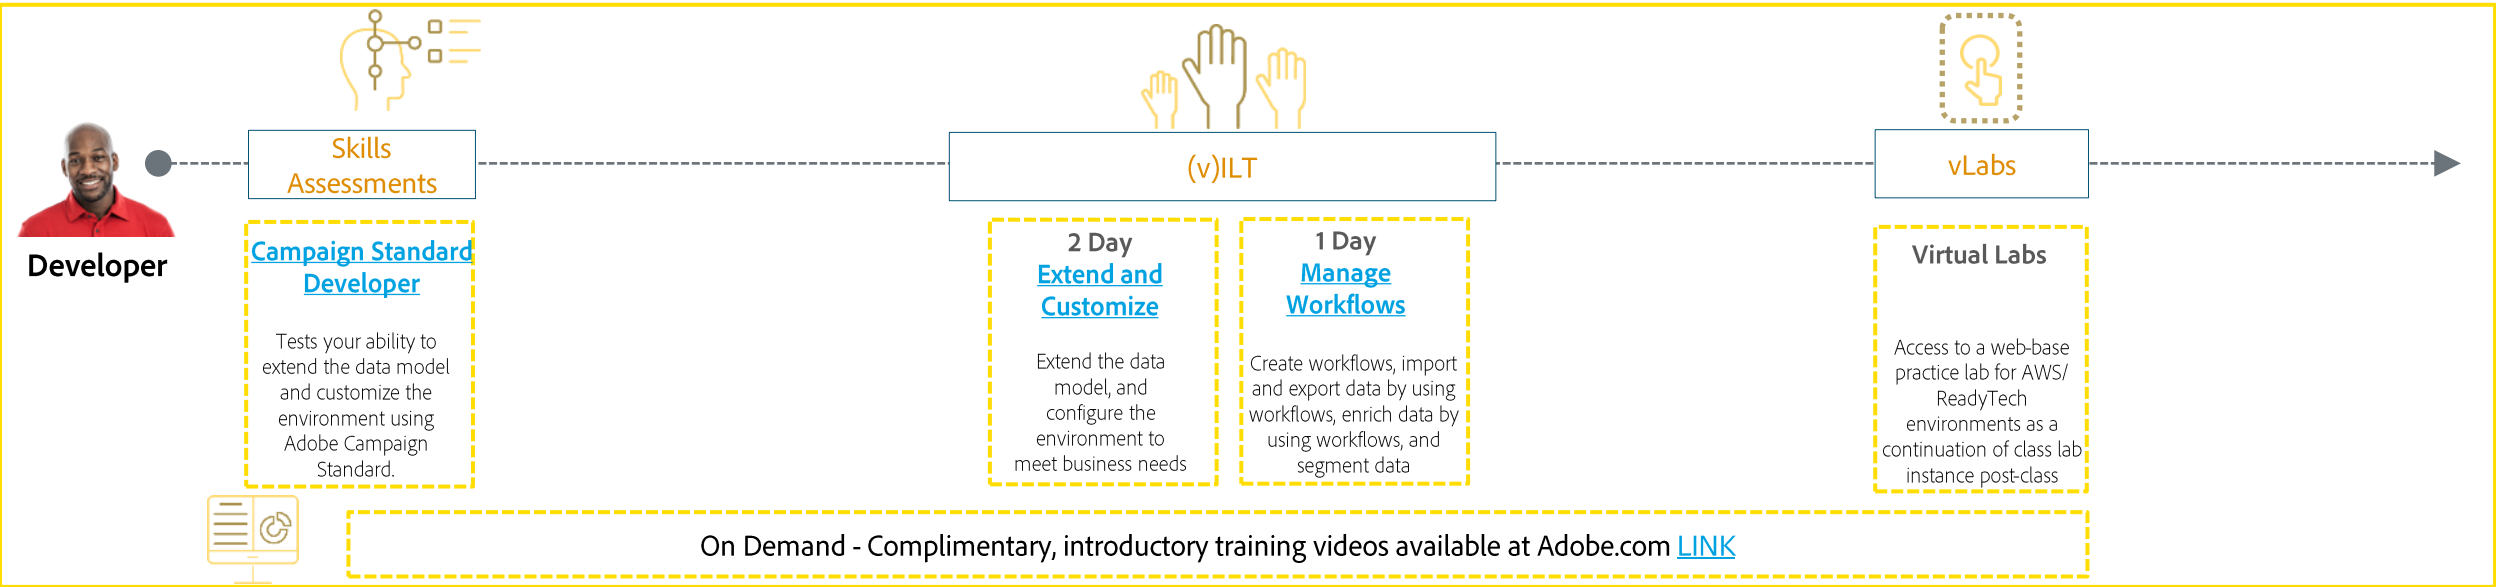 Developer
Skills
Assessments
Campaign Standard
Developer
Tests your ability to
extend the data model
and customize the
environment using
Adobe Campaign
Standard.
(v)ILT
2 Day
Extend and
Customize
Extend the data
model, and
configure the
environment to
meet business needs
1 Day
Manage
Workflows
Create workflows, import
and export data by using
workflows, enrich data by
using workflows, and
segment data
vLabs
Virtual Labs
Access to a web-base
practice lab for AWS/
ReadyTech
environments as a
continuation of class lab
instance post-class
On Demand - Complimentary, introductory training videos available at Adobe.com LINK